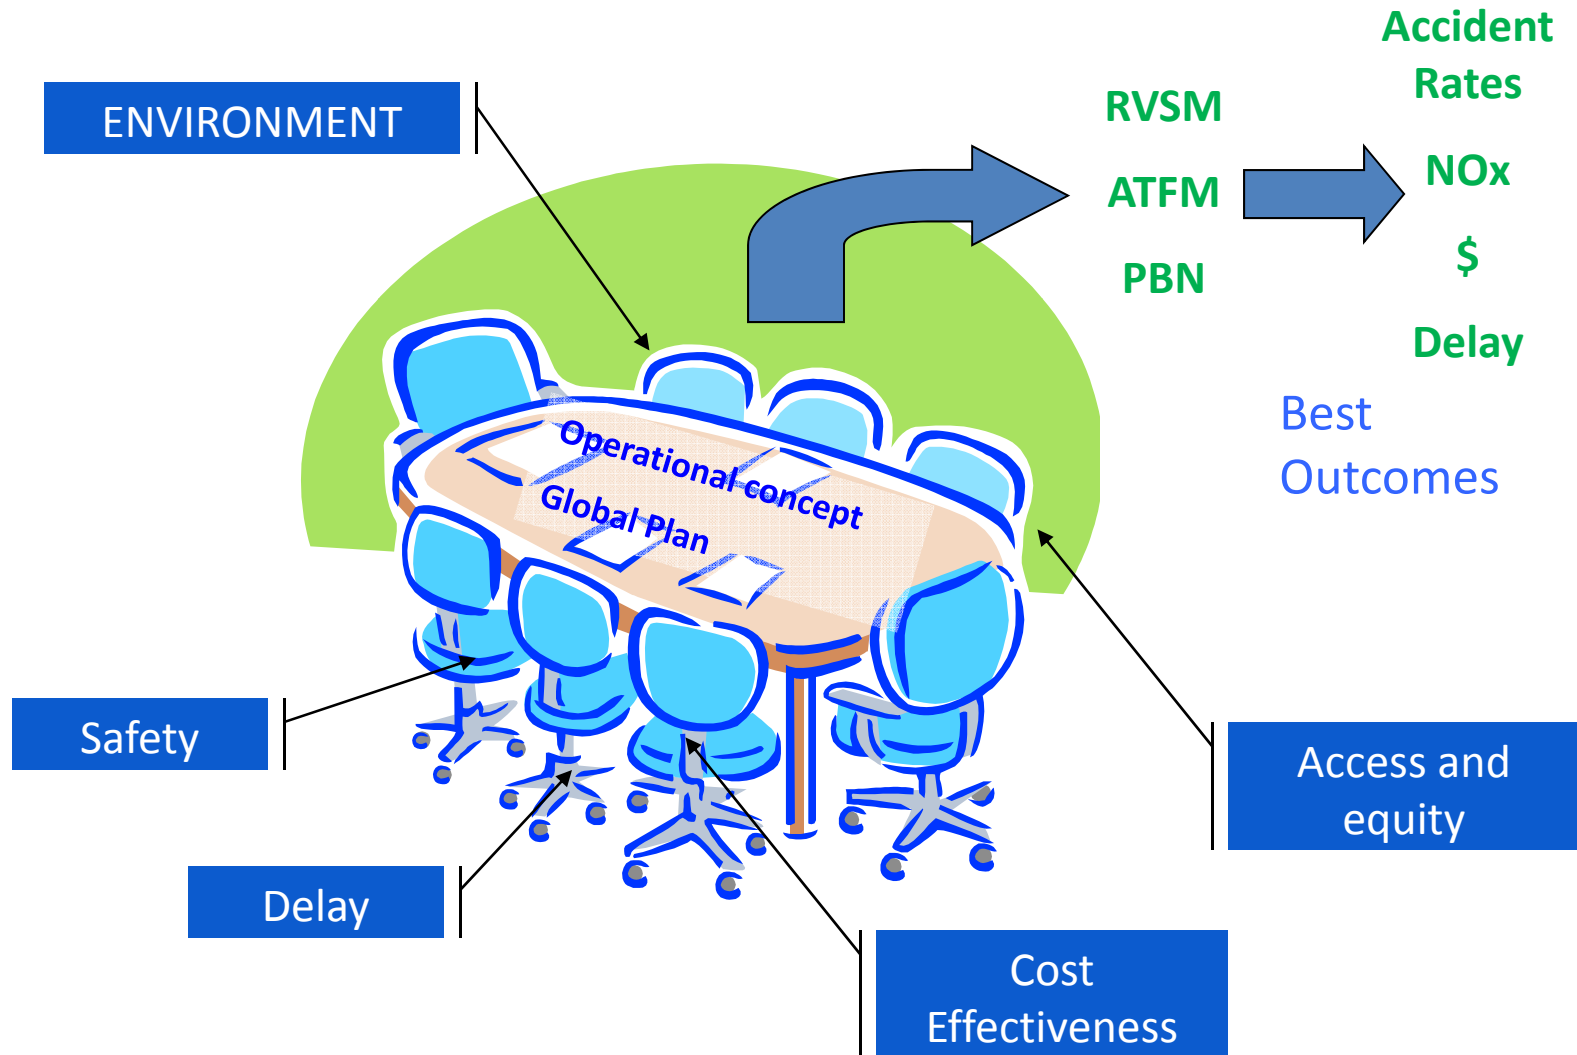 Accident
Rates
ENVIRONMENT
RVSM
ATFM
PBN
NOx
$
Delay
Best
Outcomes
Operational concept
Global Plan
Safety
Access and
equity
Delay
Cost
Effectiveness